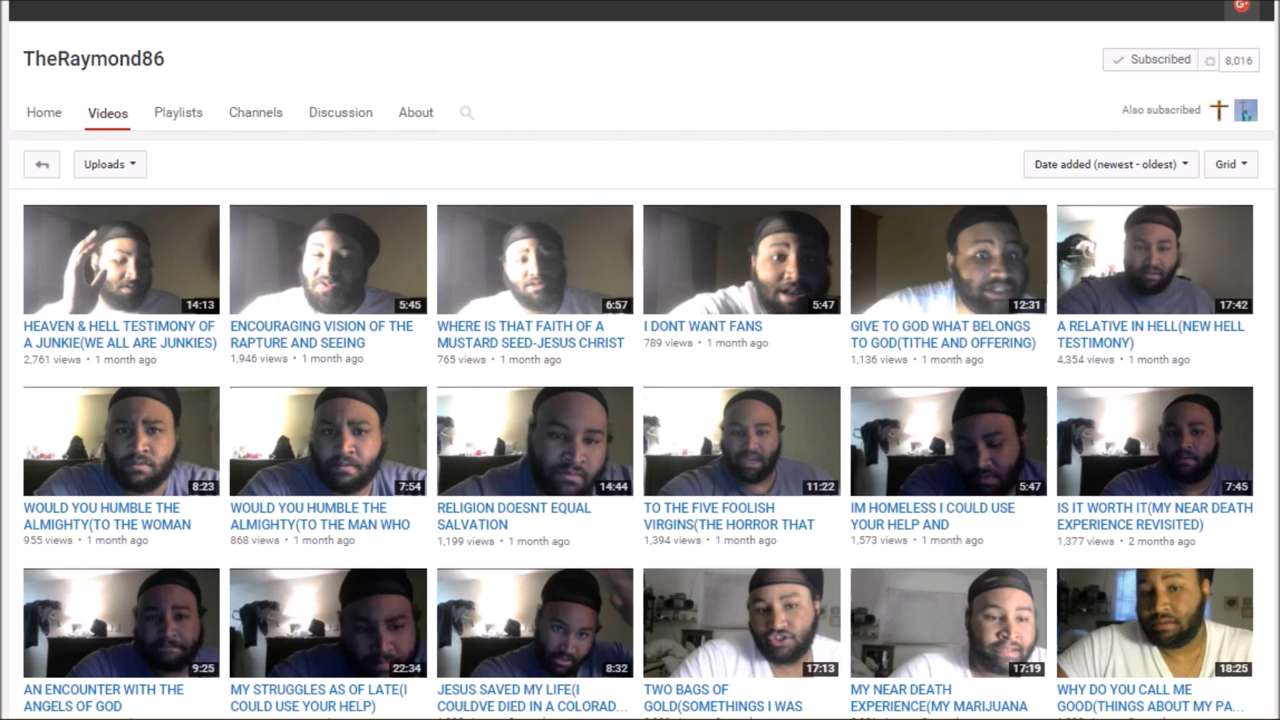 G+
TheRaymond86
Subscribed 8,016
Home Videos Playlists Channels Discussion About
Also subscribed
Uploads
Date added (newest - oldest) Grid
14:13 5:45 6:57 5:47 12:31 17:42
HEAVEN & HELL TESTIMONY OF
A JUNKIE(WE ALL ARE JUNKIES)
2,761 views • 1 month ago
ENCOURAGING VISION OF THE
RAPTURE AND SEEING
1,946 views • 1 month ago
WHERE IS THAT FAITH OF A
MUSTARD SEED-JESUS CHRIST
765 views • 1 month ago
I DONT WANT FANS
789 views • 1 month ago
GIVE TO GOD WHAT BELONGS
TO GOD(TITHE AND OFFERING)
1,136 views • 1 month ago
A RELATIVE IN HELL(NEW HELL
TESTIMONY)
4,354 views • 1 month ago
8:23 7:54 14:44 11:22 5:47 7:45
WOULD YOU HUMBLE THE
ALMIGHTY(TO THE WOMAN
955 views • 1 month ago
WOULD YOU HUMBLE THE
ALMIGHTY(TO THE MAN WHO
868 views • 1 month ago
RELIGION DOESNT EQUAL
SALVATION
1,199 views • 1 month ago
TO THE FIVE FOOLISH
VIRGINS(THE HORROR THAT
1,394 views • 1 month ago
IM HOMELESS I COULD USE
YOUR HELP AND
1,573 views • 1 month ago
IS IT WORTH IT(MY NEAR DEATH
EXPERIENCE REVISITED)
1,377 views • 2 months ago
9:25 22:34 8:32 17:13 17:19 18:25
AN ENCOUNTER WITH THE
ANGELS OF GOD
MY STRUGGLES AS OF LATE(I
COULD USE YOUR HELP)
JESUS SAVED MY LIFE(I
COULDVE DIED IN A COLORAD...
TWO BAGS OF
GOLD(SOMETHINGS I WAS
MY NEAR DEATH
EXPERIENCE(MY MARIJUANA
WHY DO YOU CALL ME
GOOD(THINGS ABOUT MY PA...